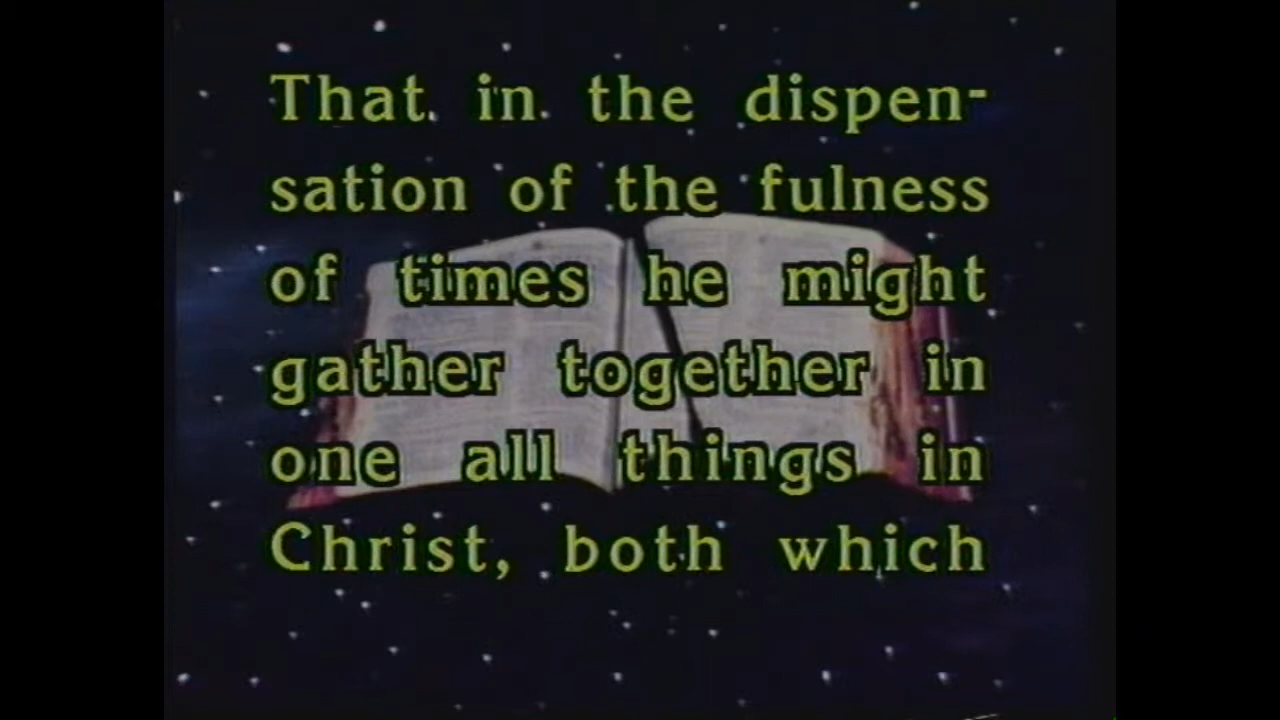 That in the dispen-
sation of the fulness
of times he might
gather together in
one all things in
Christ, both which